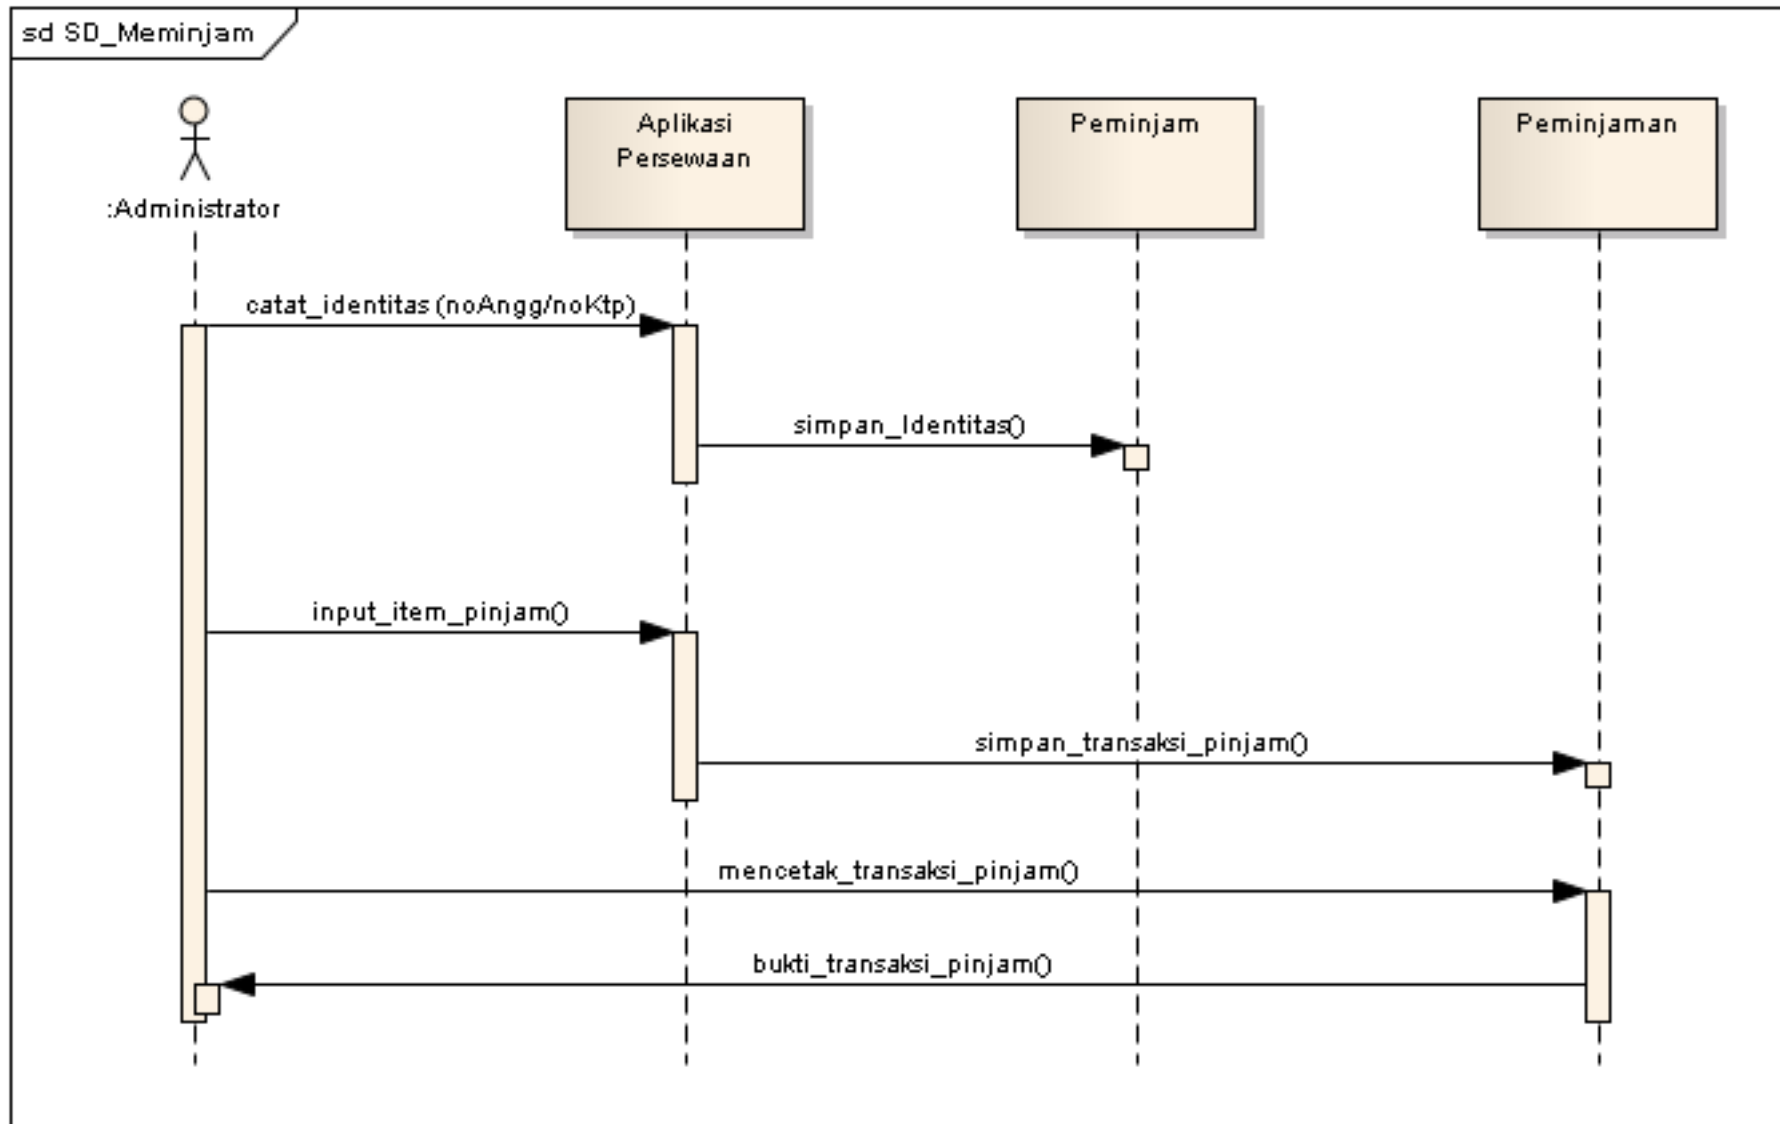 sd SD_Meminjam
:Administrator
Aplikasi
Persewaan
Peminjam
Peminjaman
catat_identitas (noAngg/noKtp)
simpan_Identitas()
input_item_pinjam()
simpan_transaksi_pinjam()
mencetak_transaksi_pinjam()
bukti_transaksi_pinjam()